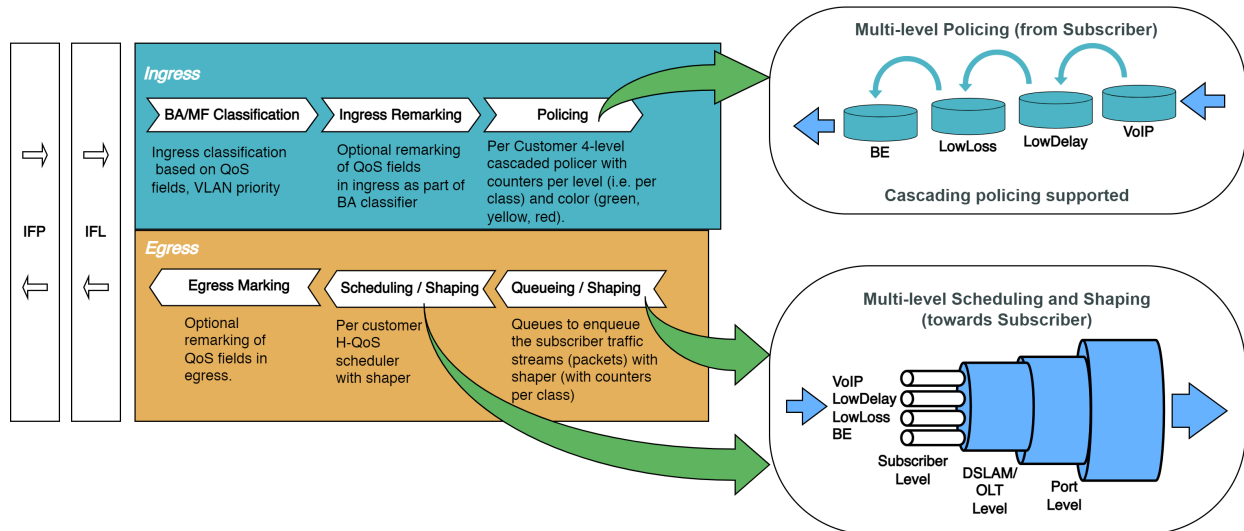 IFP
IFL
Ingress
BA/MF Classification
Ingress classification
based on QoS
fields, VLAN priority
Ingress Remarking
Optional remarking
of QoS fields
in ingress as part of
BA classifier
Policing
Per Customer 4-level
cascaded policer with
counters per level (i.e. per
class) and color (green,
yellow, red).
Egress
Egress Marking
Optional
remarking of
QoS fields in
egress.
Scheduling / Shaping
Per customer
H-QoS
scheduler
with shaper
Queueing / Shaping
Queues to enqueue
the subscriber traffic
streams (packets) with
shaper (with counters
per class)
Multi-level Policing (from Subscriber)
BE
LowLoss
LowDelay
VoIP
Cascading policing supported
Multi-level Scheduling and Shaping
(towards Subscriber)
VoIP
LowDelay
LowLoss
BE
Subscriber
Level
DSLAM/
OLT
Level
Port
Level